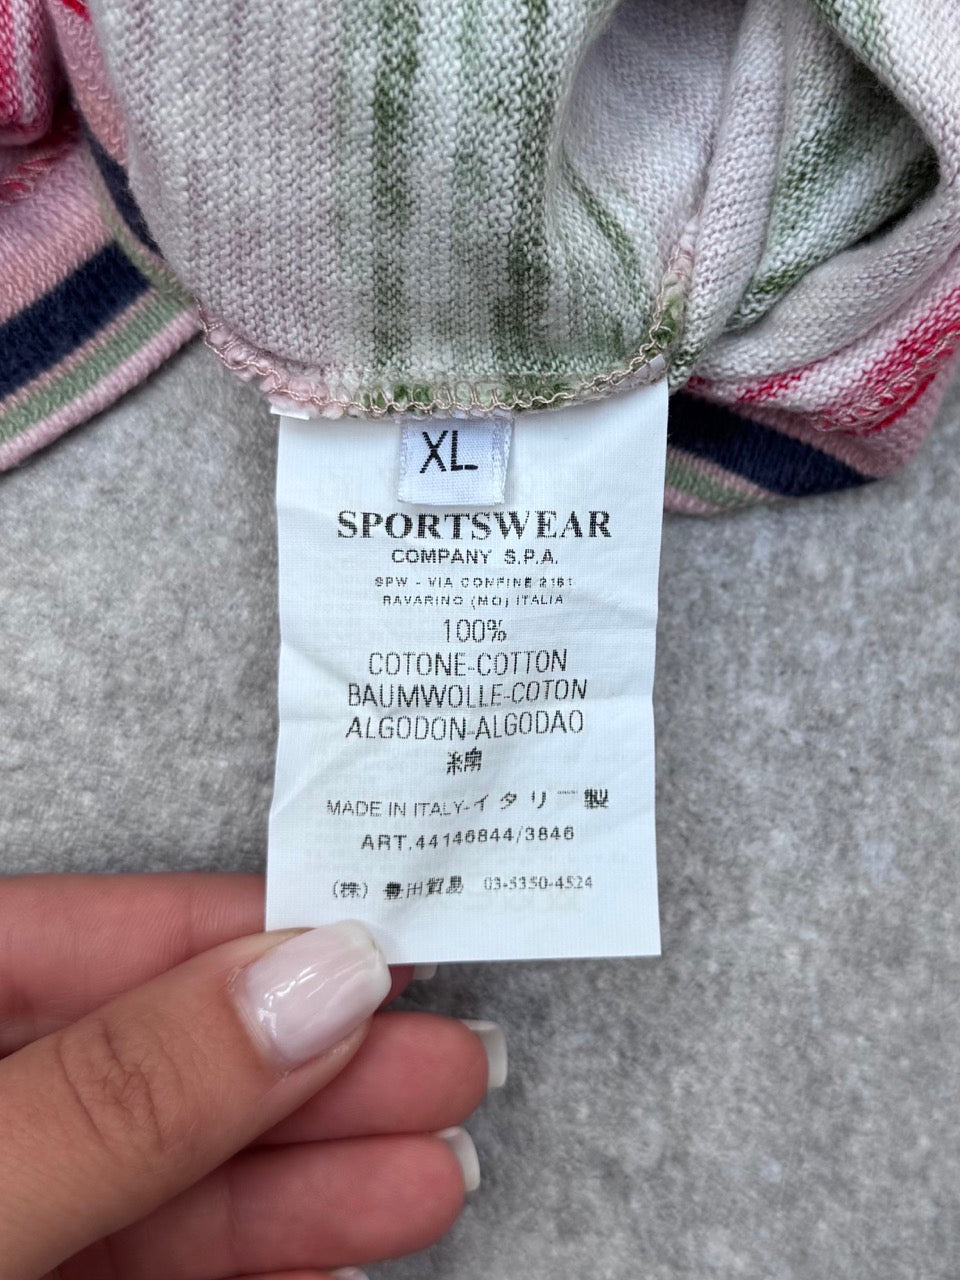 XL
SPORTSWEAR
COMPANY S.P.A.
SPW - VIA CONFINE 2161
RAVARINO (MO) ITALIA
100%
COTONE-COTTON
BAUMWOLLE-COTON
ALGODON-ALGODAO
綿
MADE IN ITALY-イタリー製
ART.44146844/3846
(株) 豊田貿易 03-5350-4524